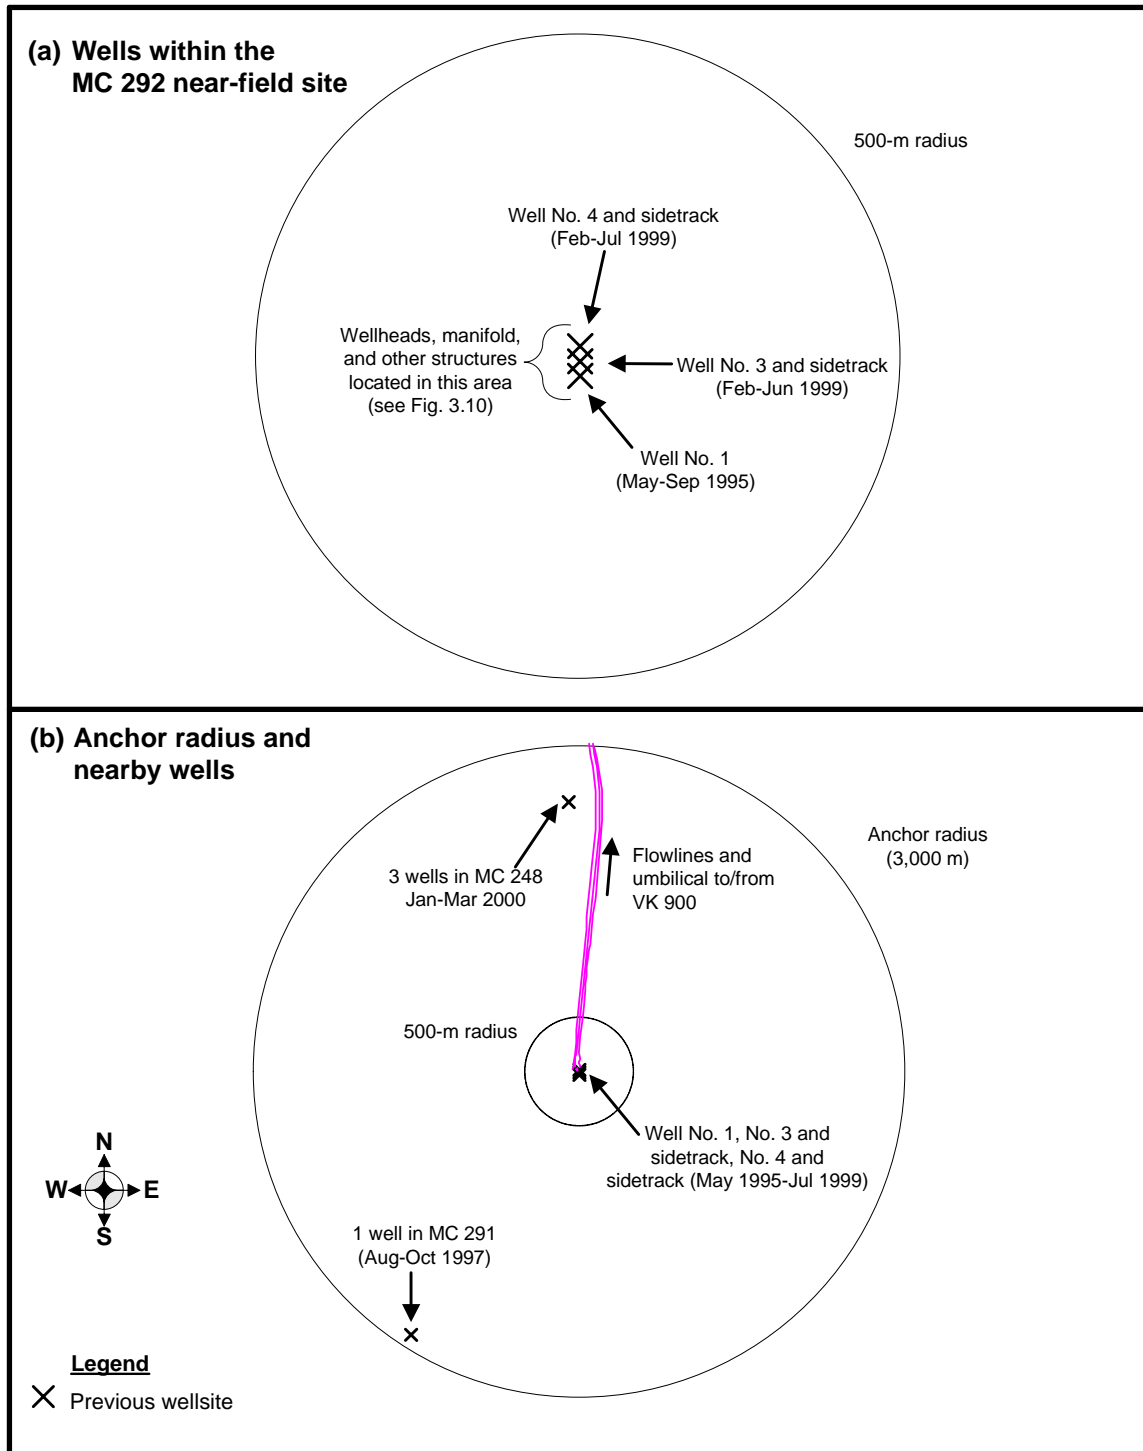 (a) Wells within the
MC 292 near-field site
500-m radius
Well No. 4 and sidetrack
(Feb-Jul 1999)
Wellheads, manifold,
and other structures
located in this area
(see Fig. 3.10)
Well No. 3 and sidetrack
(Feb-Jun 1999)
Well No. 1
(May-Sep 1995)
(b) Anchor radius and
nearby wells
Anchor radius
(3,000 m)
3 wells in MC 248
Jan-Mar 2000
Flowlines and
umbilical to/from
VK 900
500-m radius
Well No. 1, No. 3 and
sidetrack, No. 4 and
sidetrack (May 1995-Jul 1999)
N
W E
S
1 well in MC 291
(Aug-Oct 1997)
Legend
Previous wellsite